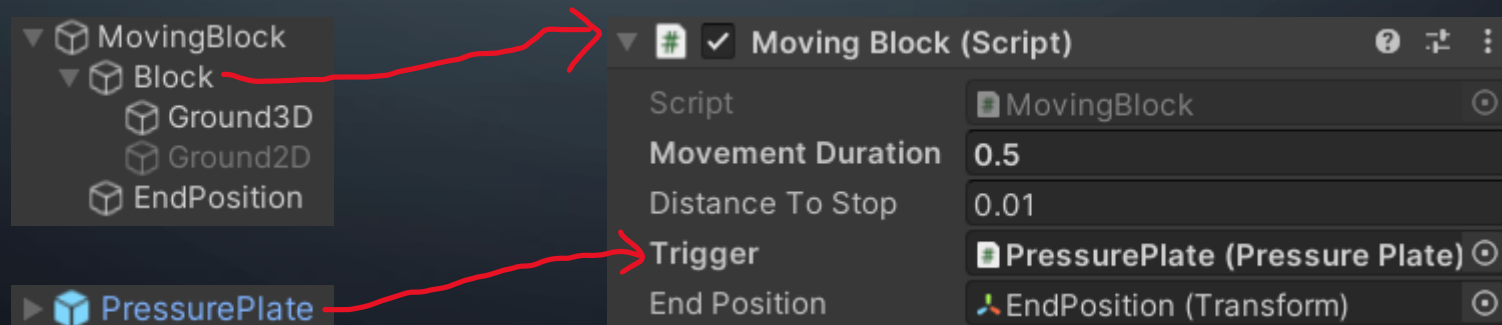 MovingBlock
Block
Ground3D
Ground2D
EndPosition
PressurePlate
# Moving Block (Script)
Script # MovingBlock
Movement Duration 0.5
Distance To Stop 0.01
Trigger # PressurePlate (Pressure Plate)
End Position EndPosition (Transform)